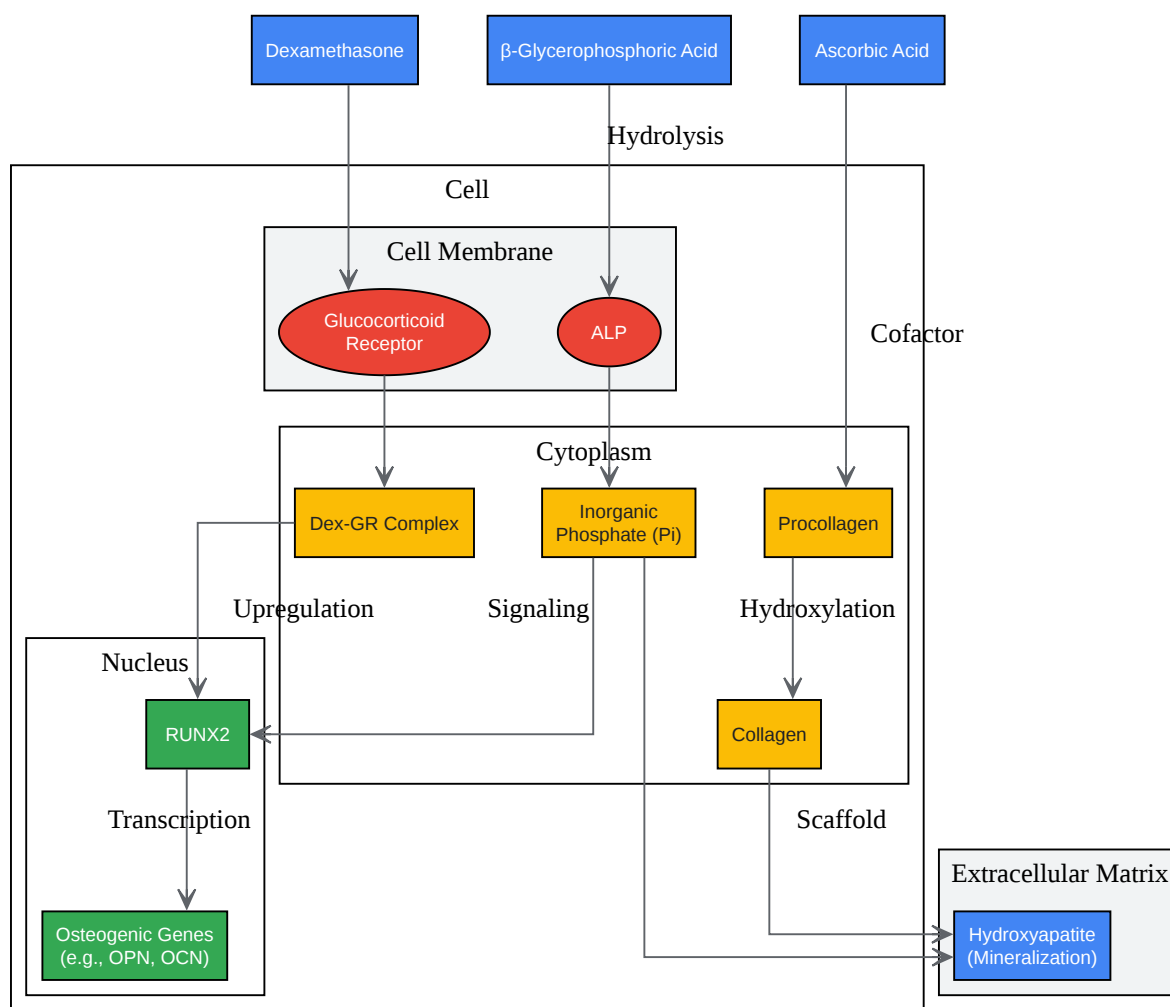 Dexamethasone
β-Glycerophosphoric Acid
Ascorbic Acid
Hydrolysis
Cell
Cell Membrane
Glucocorticoid
Receptor
ALP
Cofactor
Cytoplasm
Dex-GR Complex
Inorganic
Phosphate (Pi)
Procollagen
Upregulation
Signaling
Hydroxylation
Nucleus
RUNX2
Collagen
Transcription
Scaffold
Extracellular Matrix
Osteogenic Genes
(e.g., OPN, OCN)
Hydroxyapatite
(Mineralization)